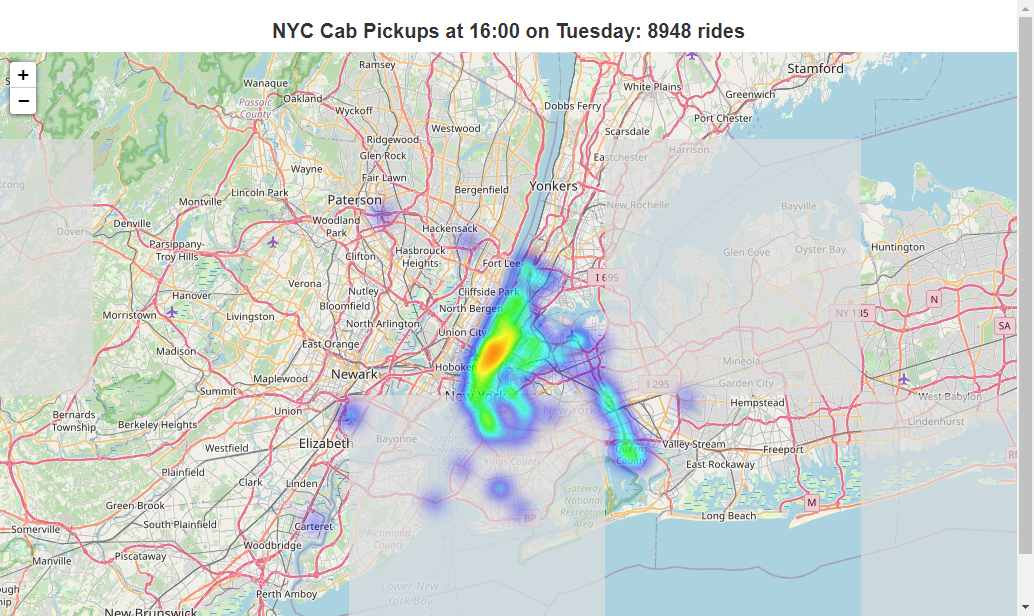 NYC Cab Pickups at 16:00 on Tuesday: 8948 rides
+
−
Ramsey
Stamford
Wanaque
White Plains
Greenwich
Oakland
Passaic
County
Wyckoff
Dobbs Ferry
Port Chester
Westwood
Scarsdale
Ridgewood
Harrison
Glen Rock
Eastchester
Wayne
Fair Lawn
Lincoln Park
Bergenfield
Yonkers
Montville
Paterson
New Rochelle
Bayville
Denville
Woodland
Park
Hackensack
Dover
Parsippany-
Troy Hills
Clifton
Hasbrouck
Heights
Fort Lee
Glen Cove
Oyster Bay
Huntington
I 695
Verona
Nutley
Cliffside Park
Hanover
Bloomfield
North Bergen
N
Morristown
Livingston
North Arlington
NY 135
SA
Union City
East Orange
Madison
Mineola
Hoboken
Maplewood
Newark
I 295
Garden City
Summit
New York
West Babylon
Hempstead
Bernards
Township
Union
New York
Berkeley Heights
Bayonne
Lindenhurst
Elizabeth
Valley Stream
Freeport
Westfield
Queens
County
Kings County
East Rockaway
Plainfield
Clark
Linden
Gateway
National
Recreation
Area
M
Green Brook
South Plainfield
Carteret
BP
Long Beach
Somerville
Richmond
County
Woodbridge
Piscataway
Manville
Perth Amboy
Lower New
York Bay
New Brunswick